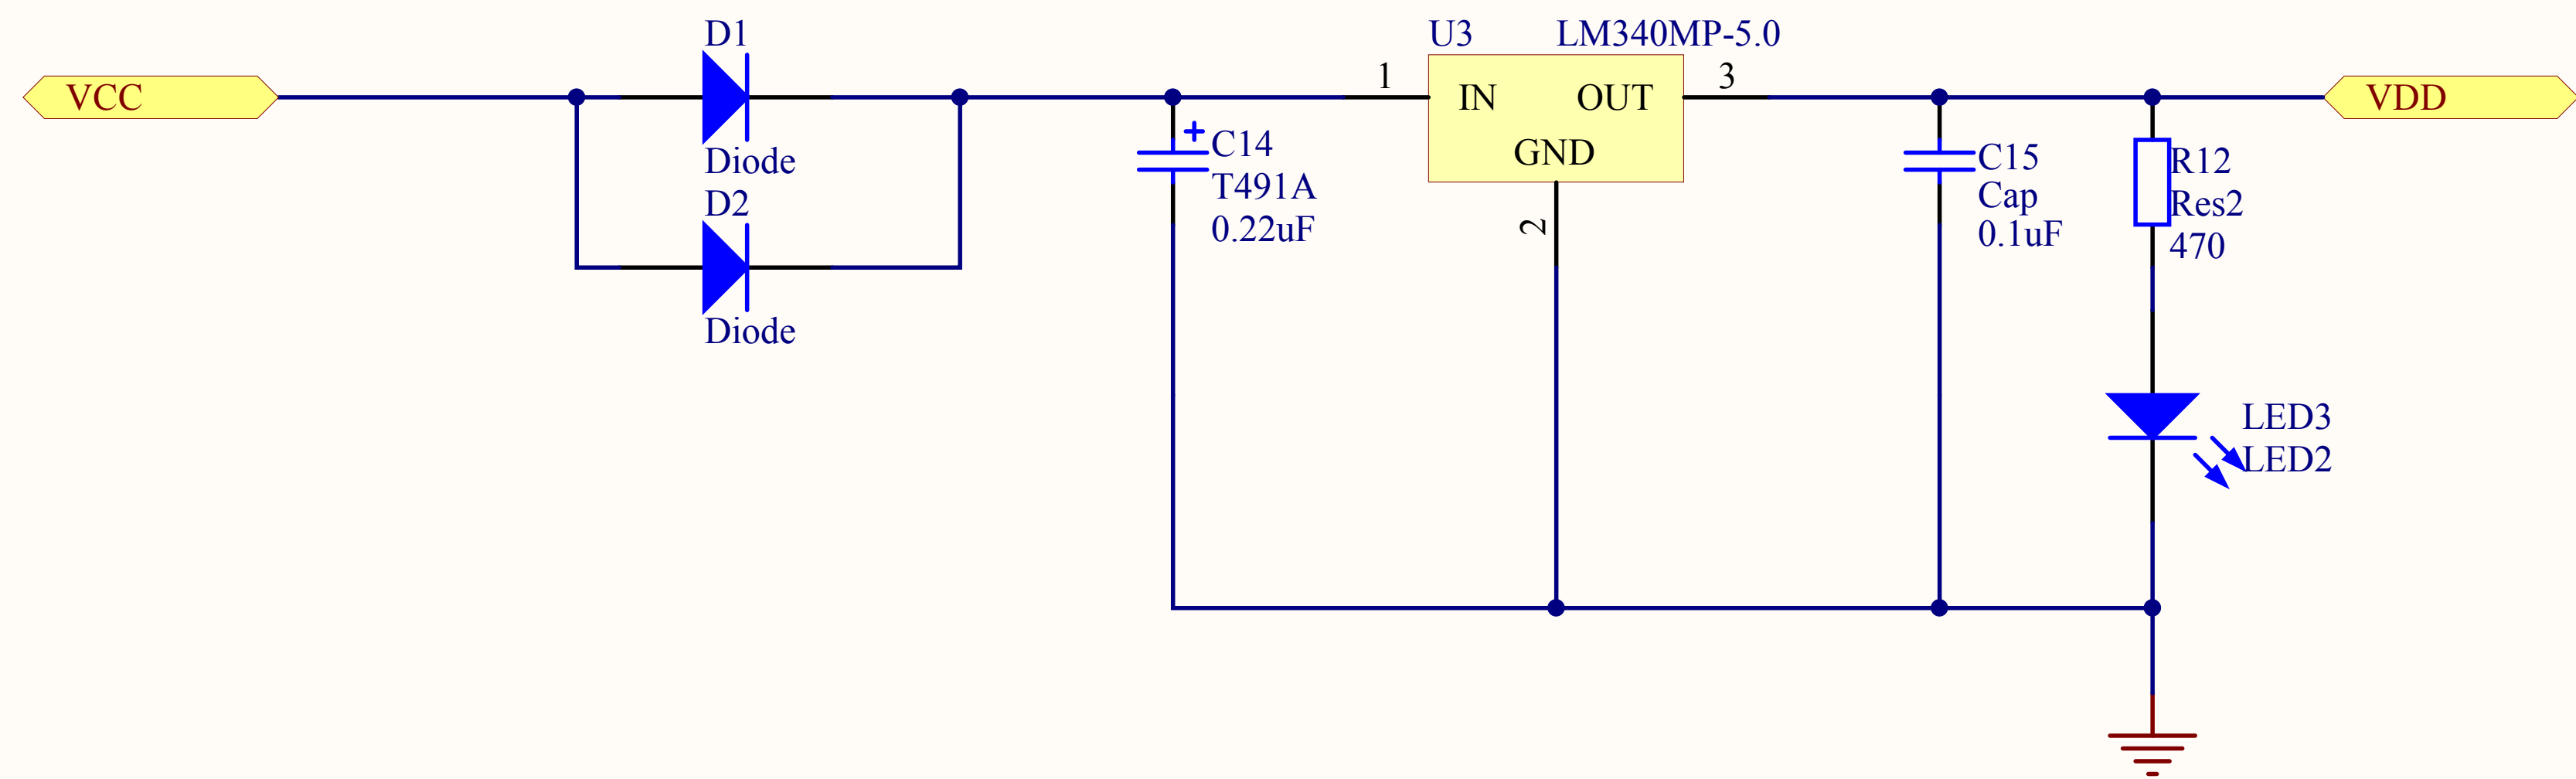 VCC
D1
Diode
D2
Diode
C14
T491A
0.22uF
U3
LM340MP-5.0
1
IN
OUT
3
GND
2
C15
Cap
0.1uF
R12
Res2
470
VDD
LED3
LED2